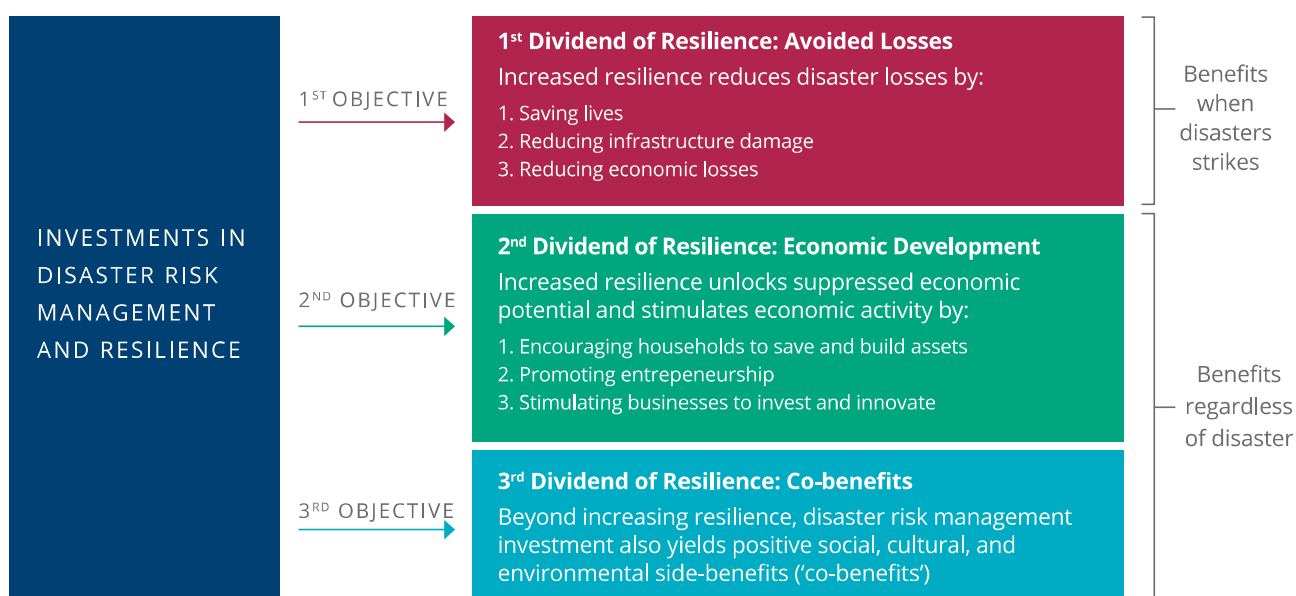 INVESTMENTS IN
DISASTER RISK
MANAGEMENT
AND RESILIENCE
1ST OBJECTIVE
1st Dividend of Resilience: Avoided Losses
Increased resilience reduces disaster losses by:
1. Saving lives
2. Reducing infrastructure damage
3. Reducing economic losses
Benefits
when
disasters
strikes
2ND OBJECTIVE
2nd Dividend of Resilience: Economic Development
Increased resilience unlocks suppressed economic
potential and stimulates economic activity by:
1. Encouraging households to save and build assets
2. Promoting entrepeneurship
3. Stimulating businesses to invest and innovate
3RD OBJECTIVE
3rd Dividend of Resilience: Co-benefits
Beyond increasing resilience, disaster risk management
investment also yields positive social, cultural, and
environmental side-benefits (‘co-benefits’)
Benefits
regardless
of disaster